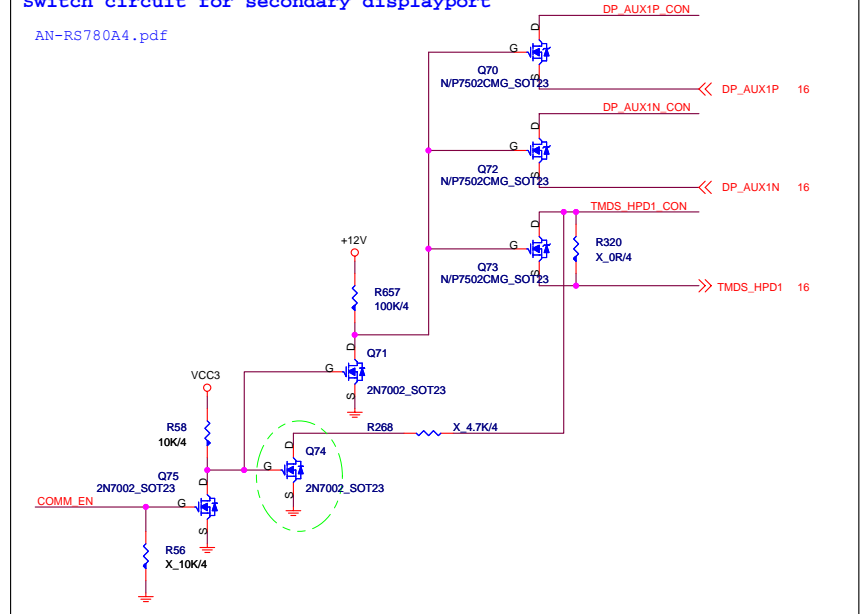 Switch circuit for secondary displayport
AN-RS780A4.pdf
DP_AUX1P_CON
D
G
S
Q70
N/P7502CMG_SOT23
DP_AUX1P 16
DP_AUX1N_CON
D
G
S
Q72
N/P7502CMG_SOT23
DP_AUX1N 16
TMDS_HPD1_CON
D
G
S
Q73
N/P7502CMG_SOT23
R320
X_0R/4
TMDS_HPD1 16
+12V
R657
100K/4
D
G
S
Q71
2N7002_SOT23
VCC3
R58
10K/4
R268 X_4.7K/4
D
G
S
Q74
2N7002_SOT23
Q75
2N7002_SOT23
D
G
S
COMM_EN
R56
X_10K/4